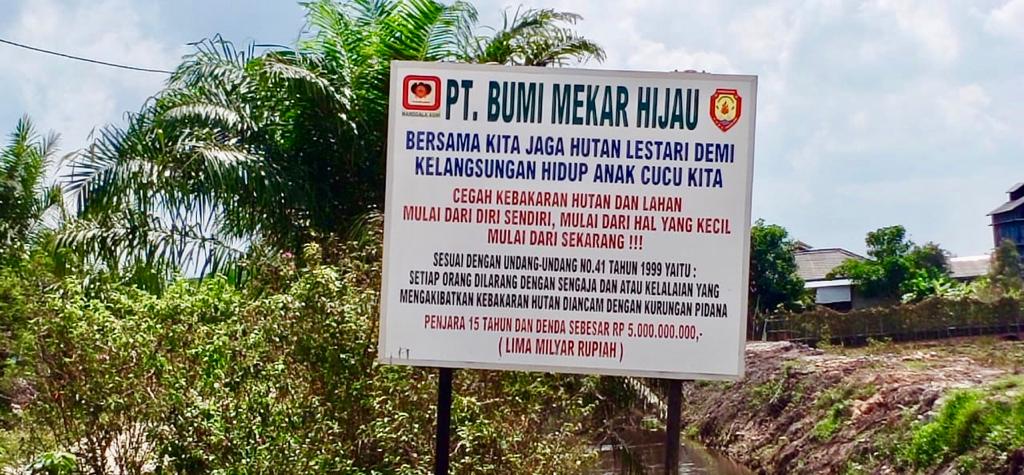 PT. BUMI MEKAR HIJAU
MANGGALA AGNI
BERSAMA KITA JAGA HUTAN LESTARI DEMI
KELANGSUNGAN HIDUP ANAK CUCU KITA
CEGAH KEBAKARAN HUTAN DAN LAHAN
MULAI DARI DIRI SENDIRI, MULAI DARI HAL YANG KECIL
MULAI DARI SEKARANG !!!
SESUAI DENGAN UNDANG-UNDANG NO.41 TAHUN 1999 YAITU :
SETIAP ORANG DILARANG DENGAN SENGAJA DAN ATAU KELALAIAN YANG
MENGAKIBATKAN KEBAKARAN HUTAN DIANCAM DENGAN KURUNGAN PIDANA
PENJARA 15 TAHUN DAN DENDA SEBESAR RP 5.000.000.000,-
( LIMA MILYAR RUPIAH )